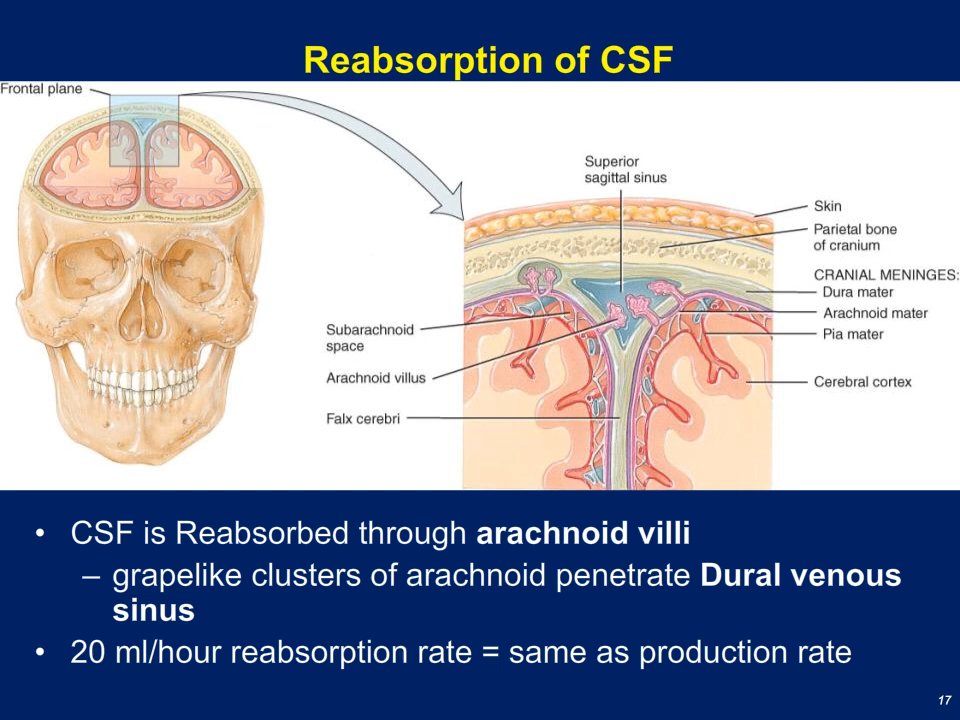 Reabsorption of CSF
Frontal plane
Superior
sagittal sinus
Skin
Parietal bone
of cranium
CRANIAL MENINGES:
Dura mater
Arachnoid mater
Pia mater
Cerebral cortex
Subarachnoid
space
Arachnoid villus
Falx cerebri
• CSF is Reabsorbed through arachnoid villi
– grapelike clusters of arachnoid penetrate Dural venous
sinus
• 20 ml/hour reabsorption rate = same as production rate
17